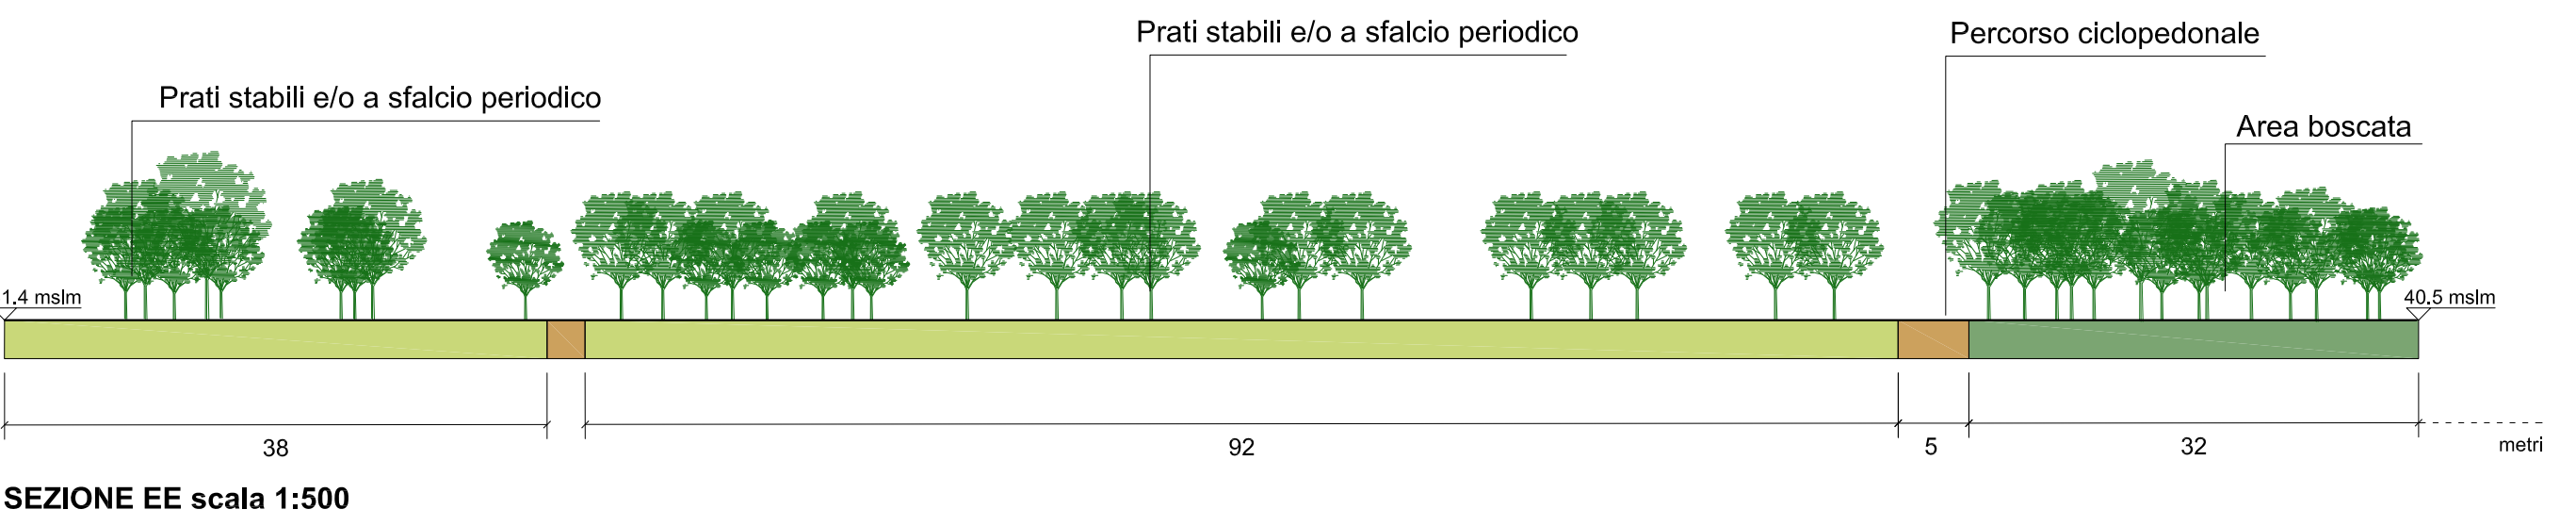 Prati stabili e/o a sfalcio periodico
Percorso ciclopedonale
Prati stabili e/o a sfalcio periodico
Area boscata
1.4 mslm
40.5 mslm
38
92
5
32
metri
SEZIONE EE scala 1:500